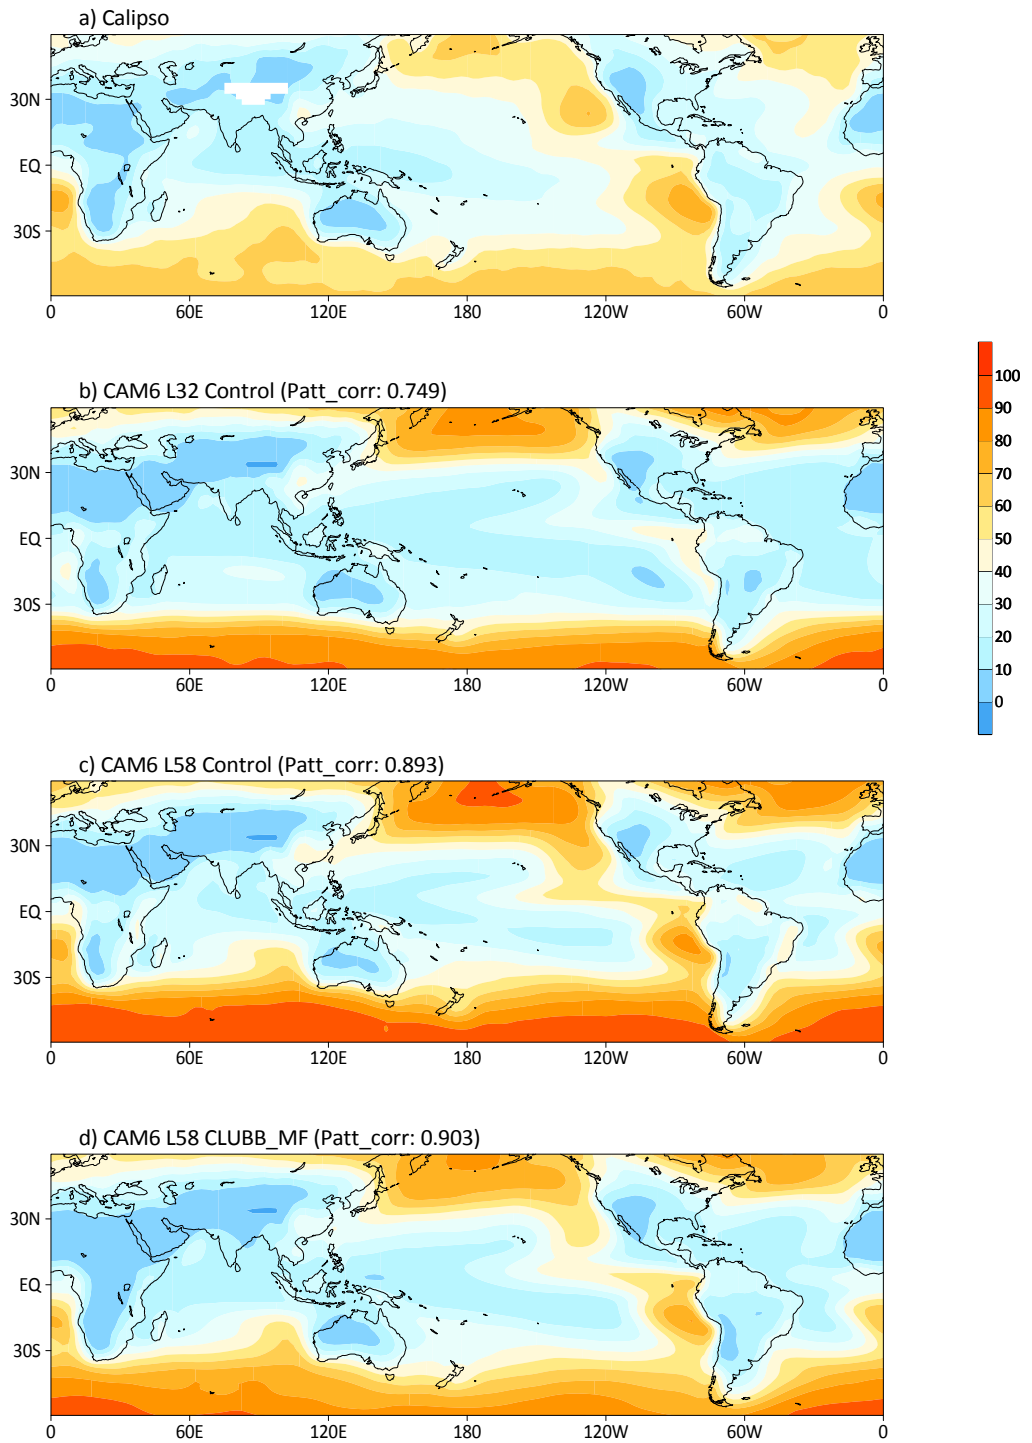 a) Calipso
30N
EQ
30S
0 60E 120E 180 120W 60W 0
b) CAM6 L32 Control (Patt_corr: 0.749)
30N
EQ
30S
0 60E 120E 180 120W 60W 0
100
90
80
70
60
50
40
30
20
10
0
c) CAM6 L58 Control (Patt_corr: 0.893)
30N
EQ
30S
0 60E 120E 180 120W 60W 0
d) CAM6 L58 CLUBB_MF (Patt_corr: 0.903)
30N
EQ
30S
0 60E 120E 180 120W 60W 0